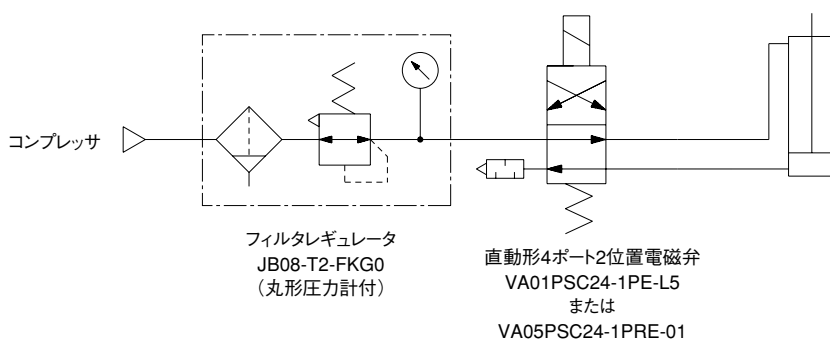 コンプレッサ
フィルタレギュレータ
JB08-T2-FKG0
（丸形圧力計付）
直動形4ポート2位置電磁弁
VA01PSC24-1PE-L5
または
VA05PSC24-1PRE-01